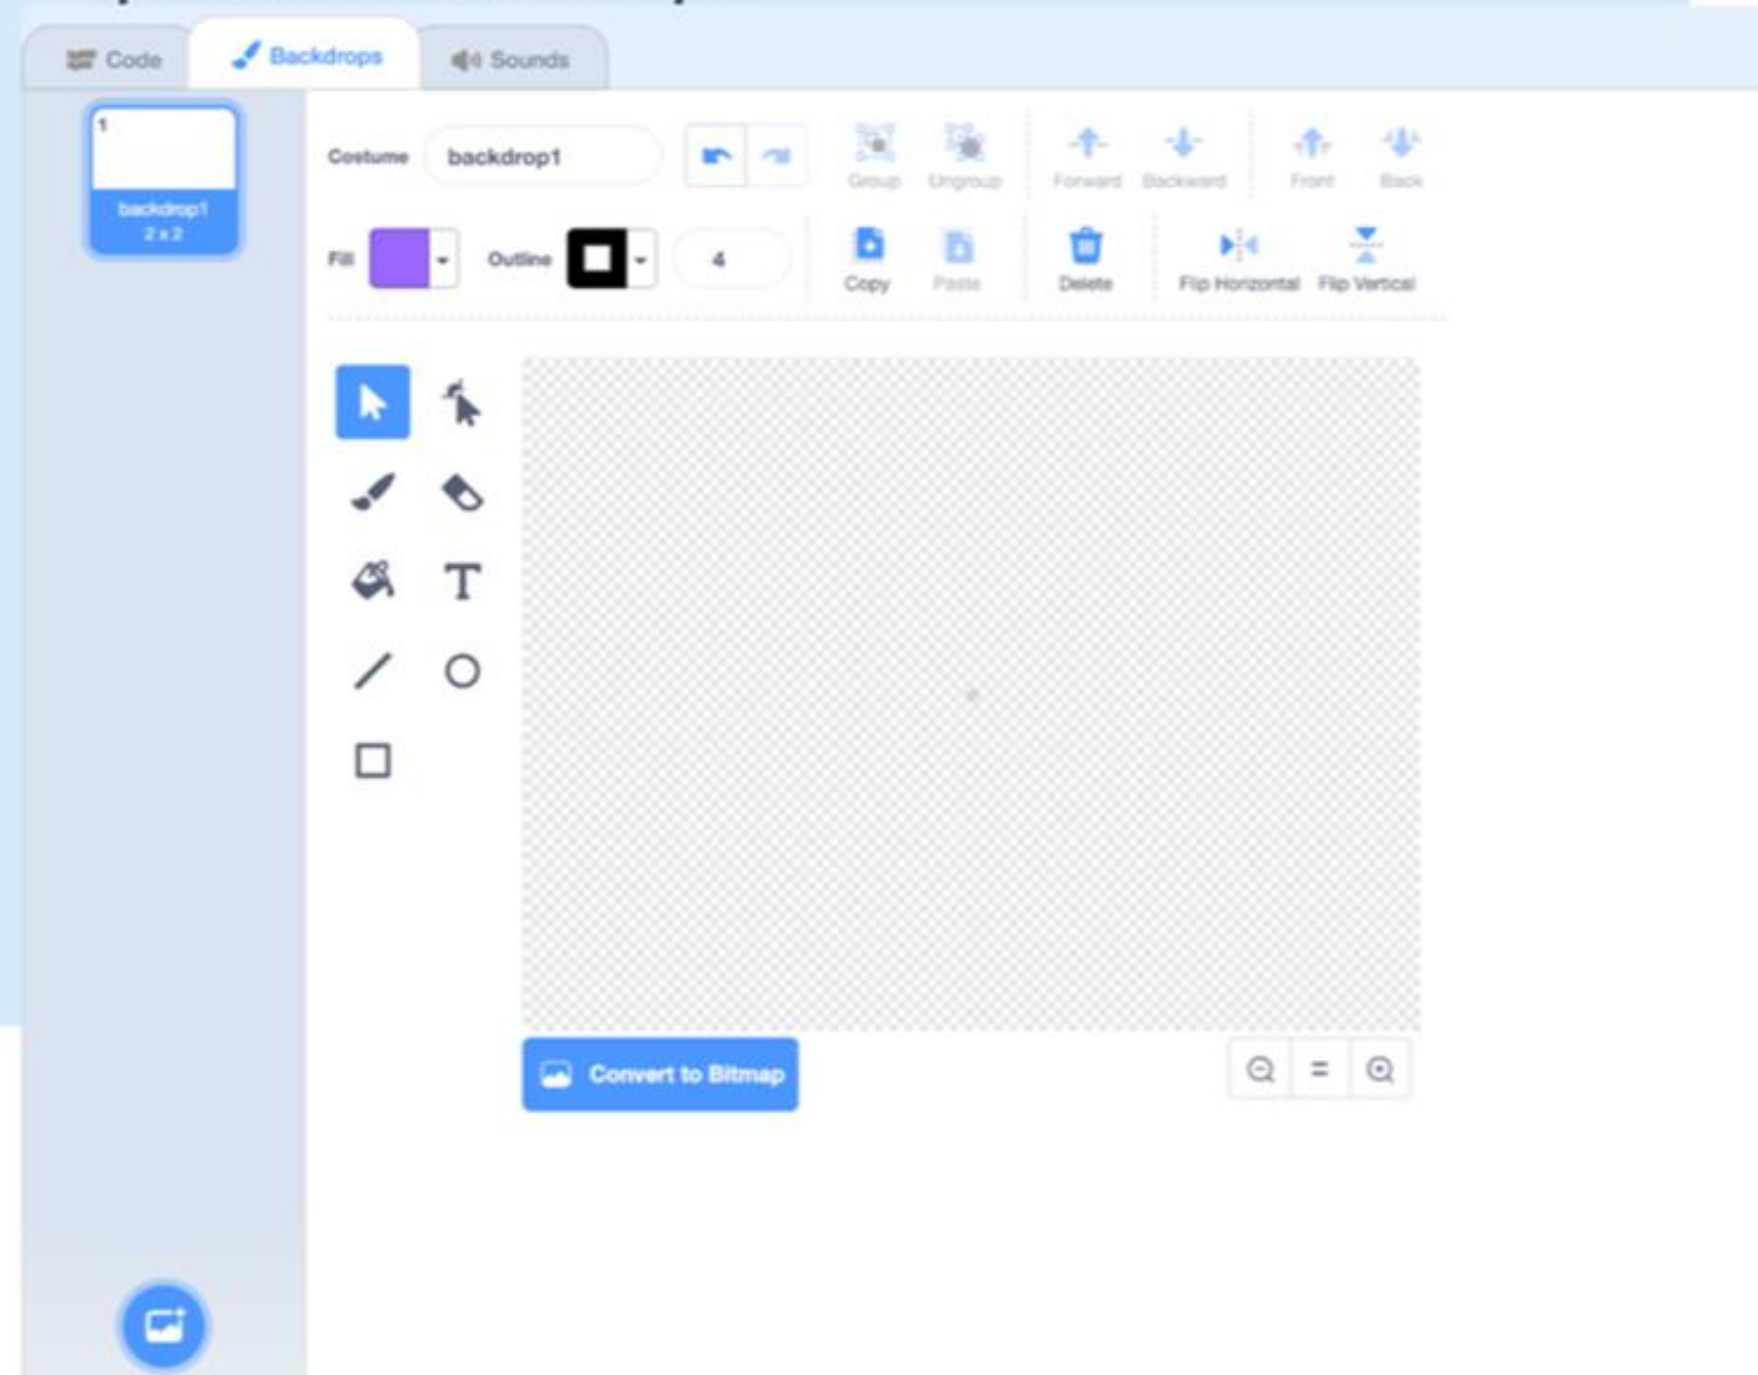 Code Backdrops Sounds
1
backdrop1
2 x 2
Costume backdrop1
Group Ungroup Forward Backward Front Back
Fill Outline 4
Copy Paste Delete Flip Horizontal Flip Vertical
T
Convert to Bitmap
=